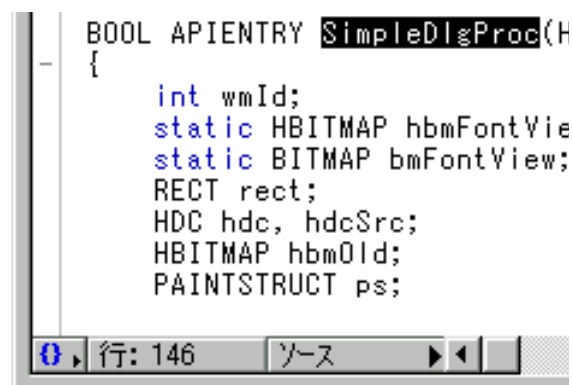 BOOL APIENTRY SimpleDlgProc(H
{
int wmId;
static HBITMAP hbmFontVie
static BITMAP bmFontView;
RECT rect;
HDC hdc, hdcSrc;
HBITMAP hbmOld;
PAINTSTRUCT ps;
{} 行: 146 ソース